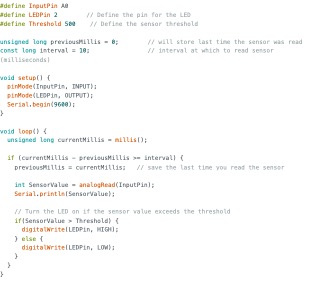 #define InputPin A0
#define LEDPin 2 // Define the pin for the LED
#define Threshold 500 // Define the sensor threshold
unsigned long previousMillis = 0; // will store last time the sensor was read
const long interval = 10; // interval at which to read sensor
(milliseconds)
void setup() {
pinMode(InputPin, INPUT);
pinMode(LEDPin, OUTPUT);
Serial.begin(9600);
}
void loop() {
unsigned long currentMillis = millis();
if (currentMillis - previousMillis >= interval) {
previousMillis = currentMillis; // save the last time you read the sensor
int SensorValue = analogRead(InputPin);
Serial.println(SensorValue);
// Turn the LED on if the sensor value exceeds the threshold
if(SensorValue > Threshold) {
digitalWrite(LEDPin, HIGH);
} else {
digitalWrite(LEDPin, LOW);
}
}
}